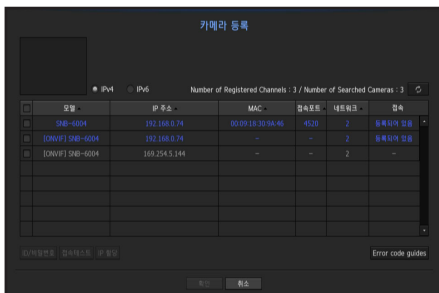 카메라 등록
IPv4 IPv6 Number of Registered Channels : 3 / Number of Searched Cameras : 3
모델 IP 주소 MAC 접속포트 네트워크 접속
SNB-6004 192.168.0.74 00:09:18:30:9A:46 4520 2 등록되어 있음
[ONVIF] SNB-6004 192.168.0.74 - - 2 등록되어 있음
[ONVIF] SNB-6004 169.254.5.144 - - 2 -
ID/비밀번호 접속테스트 IP 할당 Error code guides
확인 취소